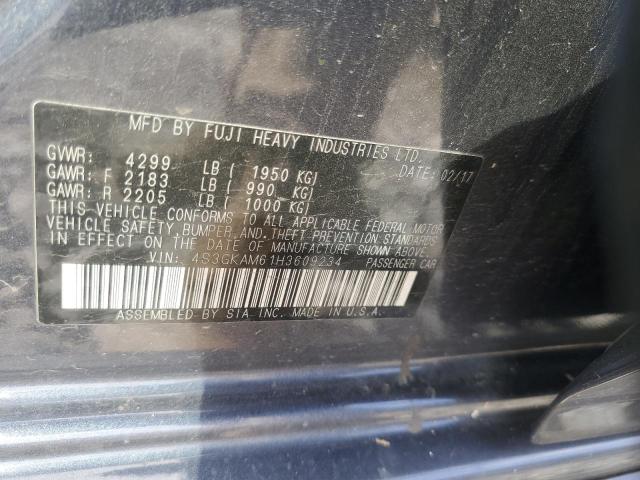 MFD BY FUJI HEAVY INDUSTRIES LTD.
GVWR: 4299 LB ( 1950 KG) DATE: 02/17
GAWR: F 2183 LB ( 990 KG)
GAWR: R 2205 LB ( 1000 KG)
THIS VEHICLE CONFORMS TO ALL APPLICABLE FEDERAL MOTOR
VEHICLE SAFETY, BUMPER, AND THEFT PREVENTION STANDARDS
IN EFFECT ON THE DATE OF MANUFACTURE SHOWN ABOVE.
VIN: 4S3GKAM61H3609234 PASSENGER CAR
ASSEMBLED BY SIA INC. MADE IN U.S.A.